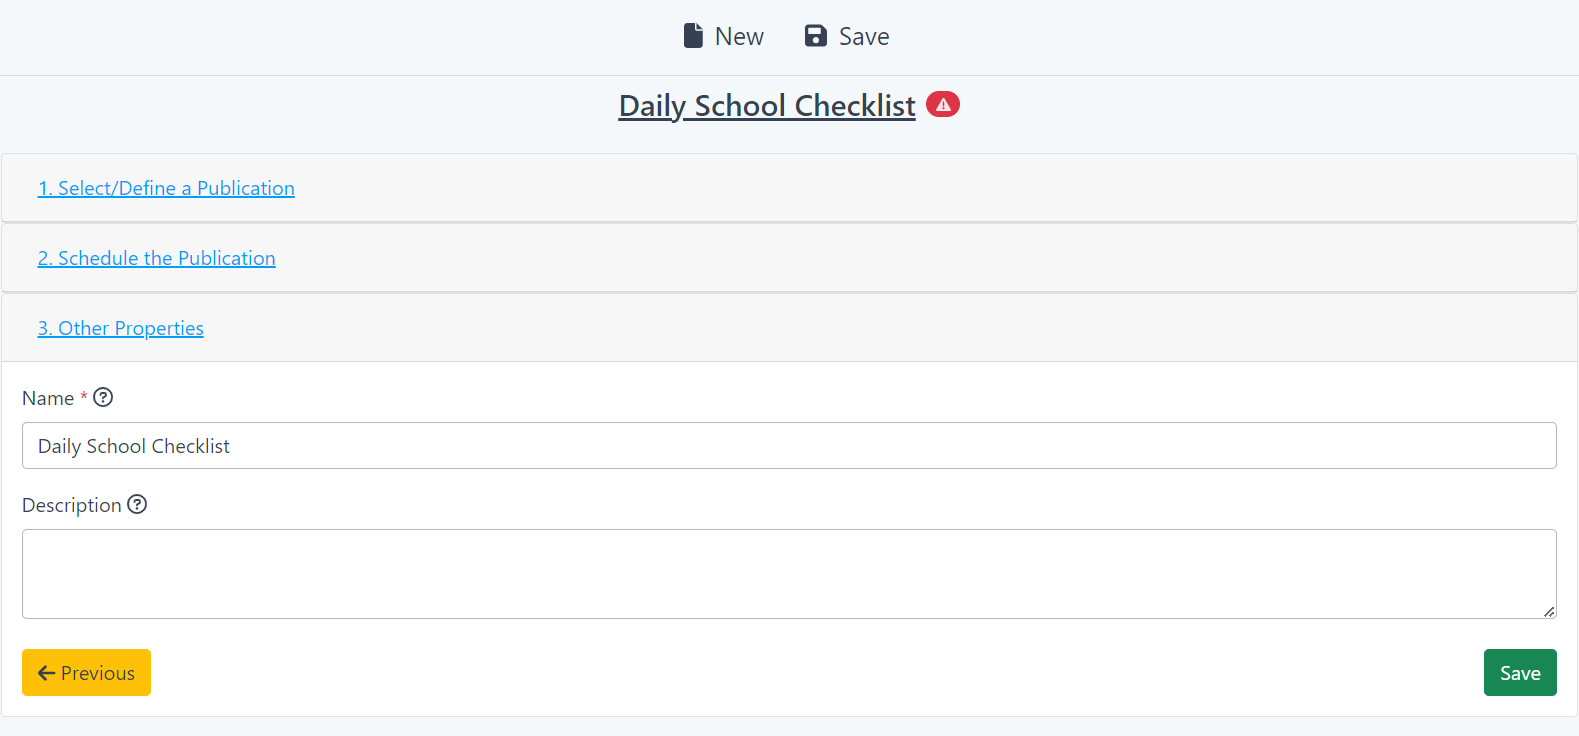 New Save
Daily School Checklist
1. Select/Define a Publication
2. Schedule the Publication
3. Other Properties
Name *
Daily School Checklist
Description
Previous
Save